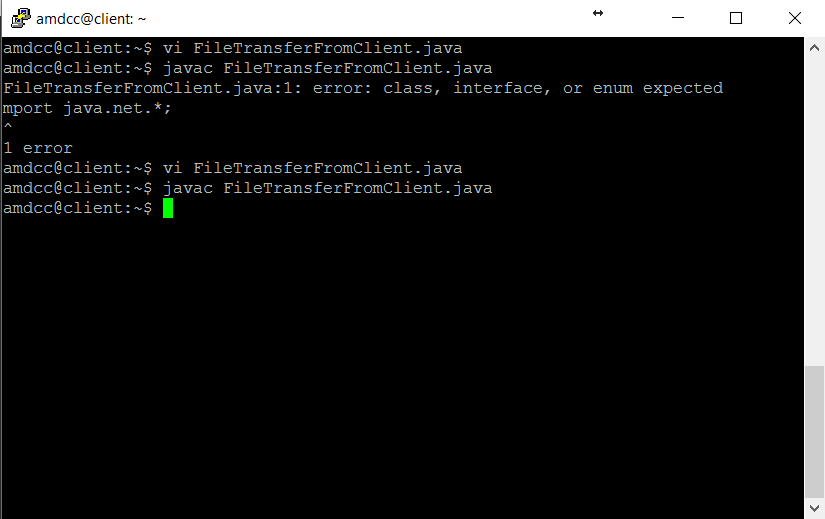 amdcc@client: ~
amdcc@client:~$ vi FileTransferFromClient.java
amdcc@client:~$ javac FileTransferFromClient.java
FileTransferFromClient.java:1: error: class, interface, or enum expected
mport java.net.*;
^
1 error
amdcc@client:~$ vi FileTransferFromClient.java
amdcc@client:~$ javac FileTransferFromClient.java
amdcc@client:~$